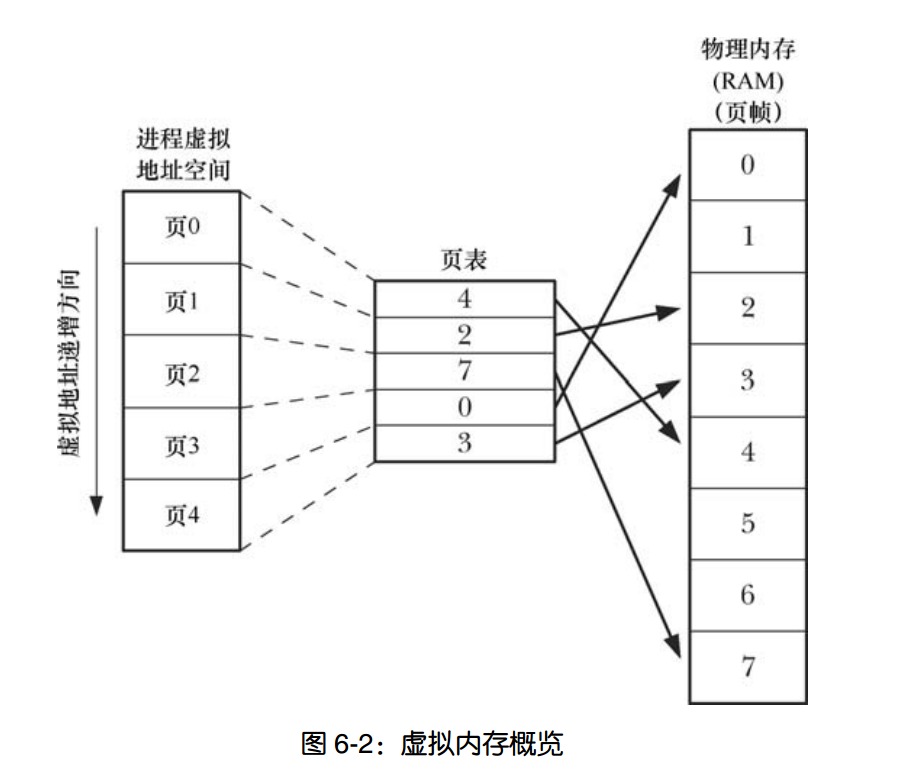 进程虚拟
地址空间
虚拟地址递增方向
页0
页1
页2
页3
页4
页表
4
2
7
0
3
物理内存
(RAM)
（页帧）
0
1
2
3
4
5
6
7
图 6-2：虚拟内存概览